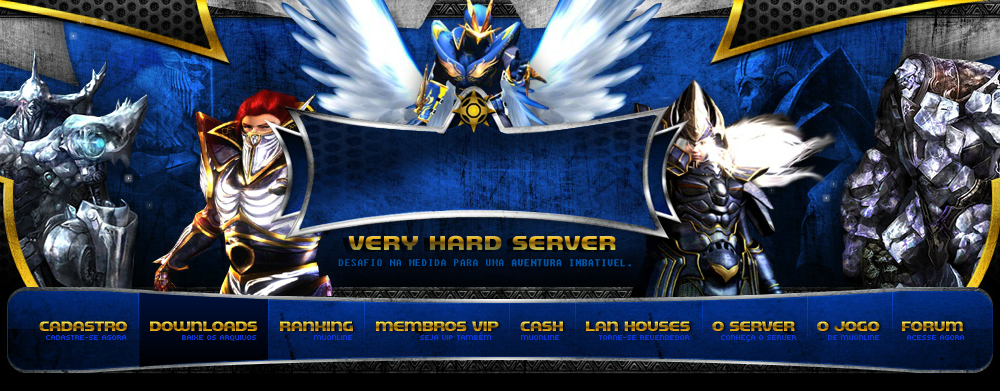 VERY HARD SERVER
DESAFIO NA MEDIDA PARA UMA AVENTURA IMBATIVEL.
CADASTRO DOWNLOADS RANKING MEMBROS VIP CASH LAN HOUSES O SERVER O JOGO FORUM
CADASTRE-SE AGORA BAIXE OS ARQUIVOS MUONLINE SEJA VIP TAMBEM MUONLINE TORNE-SE REVENDEDOR CONHEÇA O SERVER DE MUONLINE ACESSE AGORA